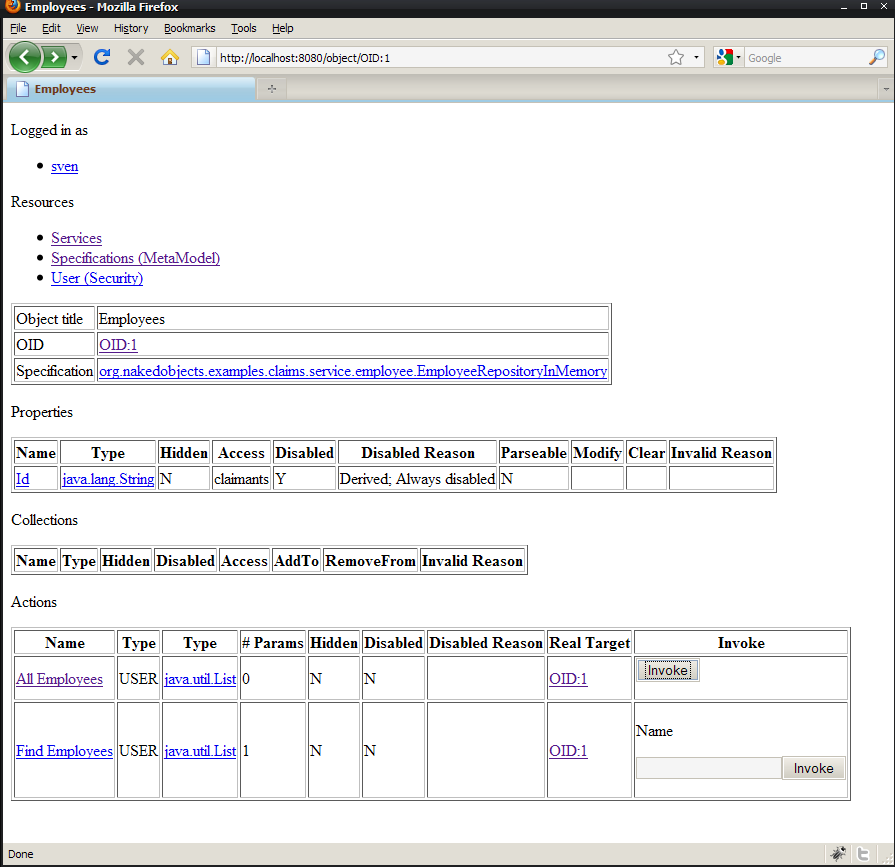 Employees - Mozilla Firefox
File Edit View History Bookmarks Tools Help
http://localhost:8080/object/OID:1 Google
Employees
Logged in as
sven
Resources
Services
Specifications (MetaModel)
User (Security)
Object title Employees
OID OID:1
Specification org.nakedobjects.examples.claims.service.employee.EmployeeRepositoryInMemory
Properties
Name Type Hidden Access Disabled Disabled Reason Parseable Modify Clear Invalid Reason
Id java.lang.String N claimants Y Derived; Always disabled N
Collections
Name Type Hidden Disabled Access AddTo RemoveFrom Invalid Reason
Actions
Name Type Type # Params Hidden Disabled Disabled Reason Real Target Invoke
All Employees USER java.util.List 0 N N OID:1 Invoke
Find Employees USER java.util.List 1 N N OID:1 Name
Invoke
Done